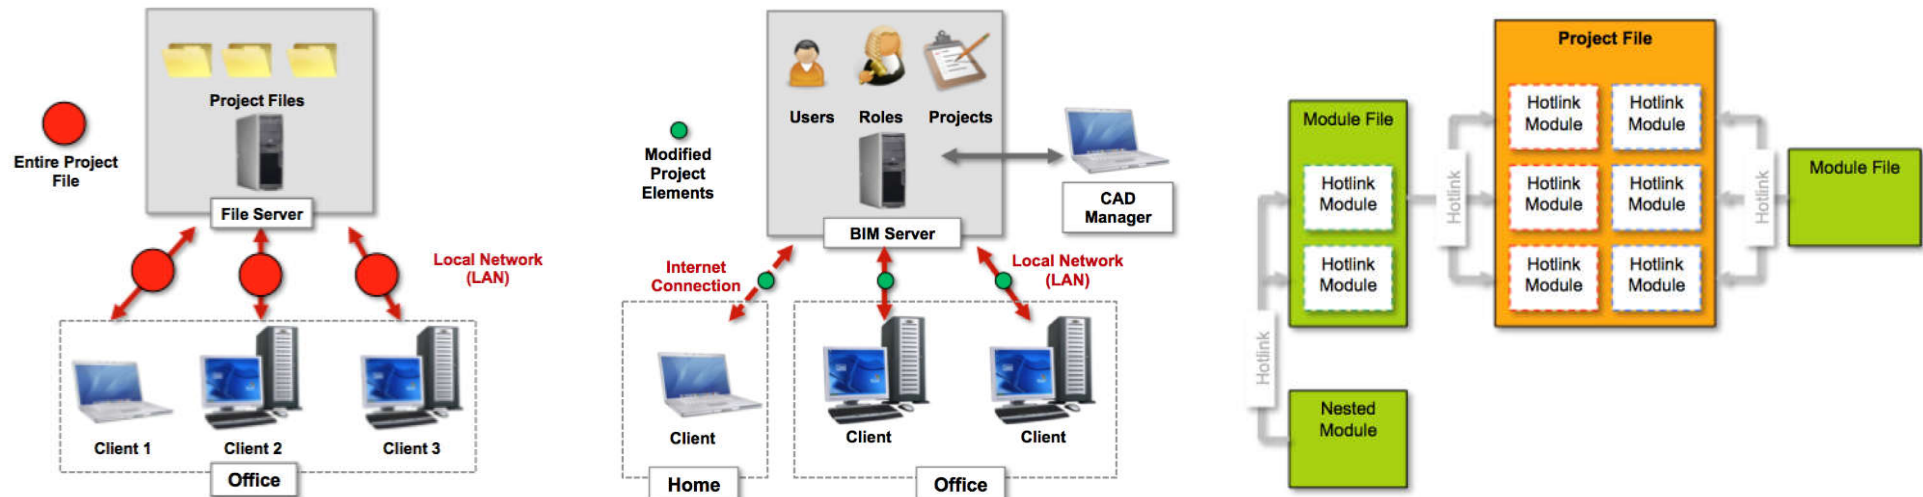 Project Files
Entire Project
File
File Server
Local Network
(LAN)
Client 1
Client 2
Client 3
Office
Users
Roles
Projects
Modified
Project
Elements
CAD
Manager
BIM Server
Internet
Connection
Local Network
(LAN)
Client
Client
Client
Home
Office
Project File
Module File
Hotlink
Module
Hotlink
Module
Hotlink
Module
Hotlink
Module
Hotlink
Module
Hotlink
Module
Hotlink
Module
Hotlink
Module
Hotlink
Hotlink
Hotlink
Module File
Nested
Module